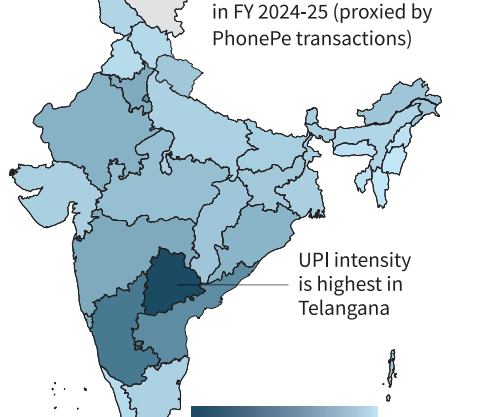 in FY 2024-25 (proxied by
PhonePe transactions)
UPI intensity
is highest in
Telangana